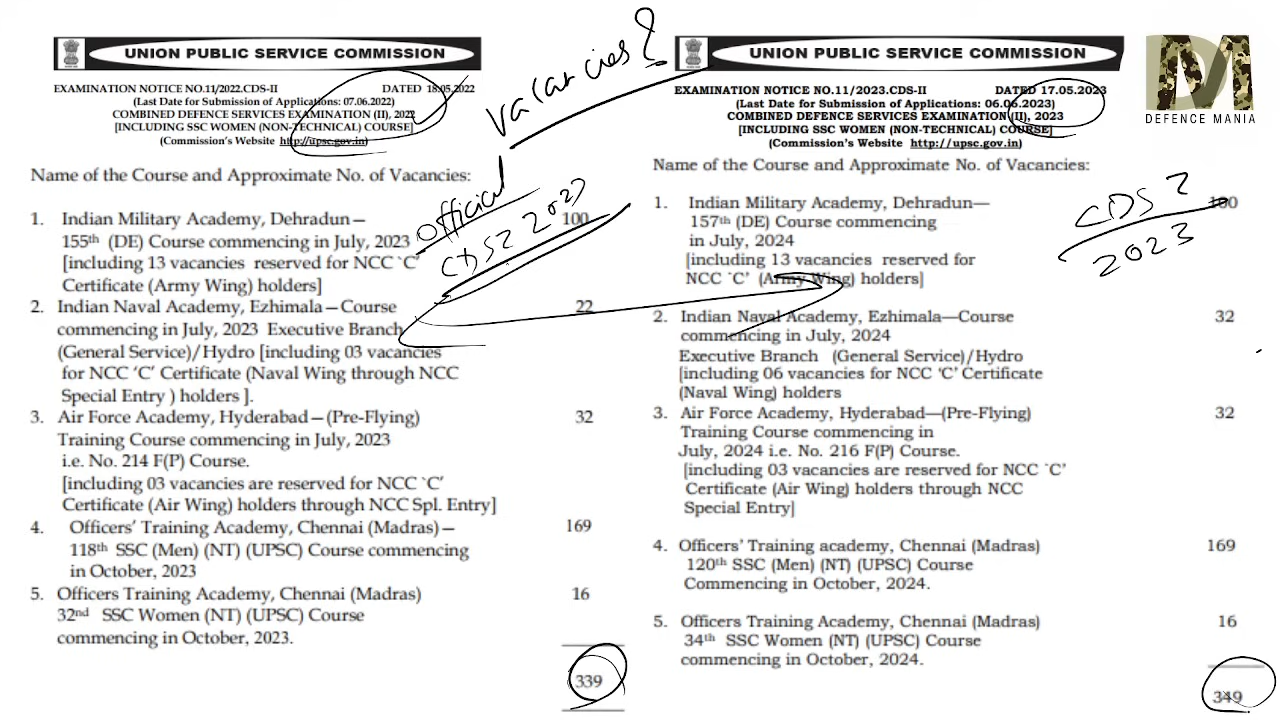 UNION PUBLIC SERVICE COMMISSION
EXAMINATION NOTICE NO.11/2022.CDS-II DATED 18.05.2022
(Last Date for Submission of Applications: 07.06.2022)
COMBINED DEFENCE SERVICES EXAMINATION (II), 2022
[INCLUDING SSC WOMEN (NON-TECHNICAL) COURSE]
(Commission's Website http://upsc.gov.in)
Name of the Course and Approximate No. of Vacancies:
1. Indian Military Academy, Dehradun— 100
155th (DE) Course commencing in July, 2023
[including 13 vacancies reserved for NCC `C'
Certificate (Army Wing) holders]
2. Indian Naval Academy, Ezhimala—Course 22
commencing in July, 2023 Executive Branch
(General Service)/Hydro [including 03 vacancies
for NCC 'C' Certificate (Naval Wing through NCC
Special Entry ) holders ].
3. Air Force Academy, Hyderabad—(Pre-Flying) 32
Training Course commencing in July, 2023
i.e. No. 214 F(P) Course.
[including 03 vacancies are reserved for NCC `C'
Certificate (Air Wing) holders through NCC Spl. Entry]
4. Officers' Training Academy, Chennai (Madras)— 169
118th SSC (Men) (NT) (UPSC) Course commencing
in October, 2023
5. Officers Training Academy, Chennai (Madras) 16
32nd SSC Women (NT) (UPSC) Course
commencing in October, 2023.
339
official vacancies?
CDS2 2023
UNION PUBLIC SERVICE COMMISSION
EXAMINATION NOTICE NO.11/2023.CDS-II DATED 17.05.2023
(Last Date for Submission of Applications: 06.06.2023)
COMBINED DEFENCE SERVICES EXAMINATION (II), 2023
[INCLUDING SSC WOMEN (NON-TECHNICAL) COURSE]
(Commission's Website http://upsc.gov.in)
Name of the Course and Approximate No. of Vacancies:
1. Indian Military Academy, Dehradun— 100
157th (DE) Course commencing
in July, 2024
[including 13 vacancies reserved for
NCC `C' (Army Wing) holders]
2. Indian Naval Academy, Ezhimala—Course 32
commencing in July, 2024
Executive Branch (General Service)/Hydro
[including 06 vacancies for NCC 'C' Certificate
(Naval Wing) holders
3. Air Force Academy, Hyderabad—(Pre-Flying) 32
Training Course commencing in
July, 2024 i.e. No. 216 F(P) Course.
[including 03 vacancies are reserved for NCC `C'
Certificate (Air Wing) holders through NCC
Special Entry]
4. Officers' Training academy, Chennai (Madras) 169
120th SSC (Men) (NT) (UPSC) Course
Commencing in October, 2024.
5. Officers Training Academy, Chennai (Madras) 16
34th SSC Women (NT) (UPSC) Course
commencing in October, 2024.
349
CDS 2
2023
DM
DEFENCE MANIA